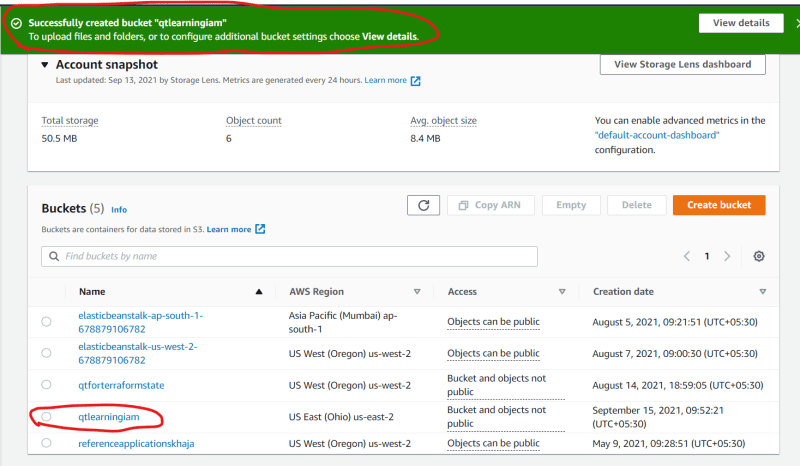 Successfully created bucket "qtlearningiam"
To upload files and folders, or to configure additional bucket settings choose View details.
View details
Account snapshot
Last updated: Sep 13, 2021 by Storage Lens. Metrics are generated every 24 hours. Learn more
View Storage Lens dashboard
Total storage
50.5 MB
Object count
6
Avg. object size
8.4 MB
You can enable advanced metrics in the
"default-account-dashboard"
configuration.
Buckets (5) Info
Buckets are containers for data stored in S3. Learn more
Copy ARN
Empty
Delete
Create bucket
Find buckets by name
1
Name AWS Region Access Creation date
elasticbeanstalk-ap-south-1-
678879106782
Asia Pacific (Mumbai) ap-
south-1
Objects can be public
August 5, 2021, 09:21:51 (UTC+05:30)
elasticbeanstalk-us-west-2-
678879106782
US West (Oregon) us-west-2
Objects can be public
August 7, 2021, 09:00:30 (UTC+05:30)
qtforterraformstate
US West (Oregon) us-west-2
Bucket and objects not
public
August 14, 2021, 18:59:05 (UTC+05:30)
qtlearningiam
US East (Ohio) us-east-2
Bucket and objects not
public
September 15, 2021, 09:52:21
(UTC+05:30)
referenceapplicationskhaja
US West (Oregon) us-west-2
Objects can be public
May 9, 2021, 09:28:51 (UTC+05:30)